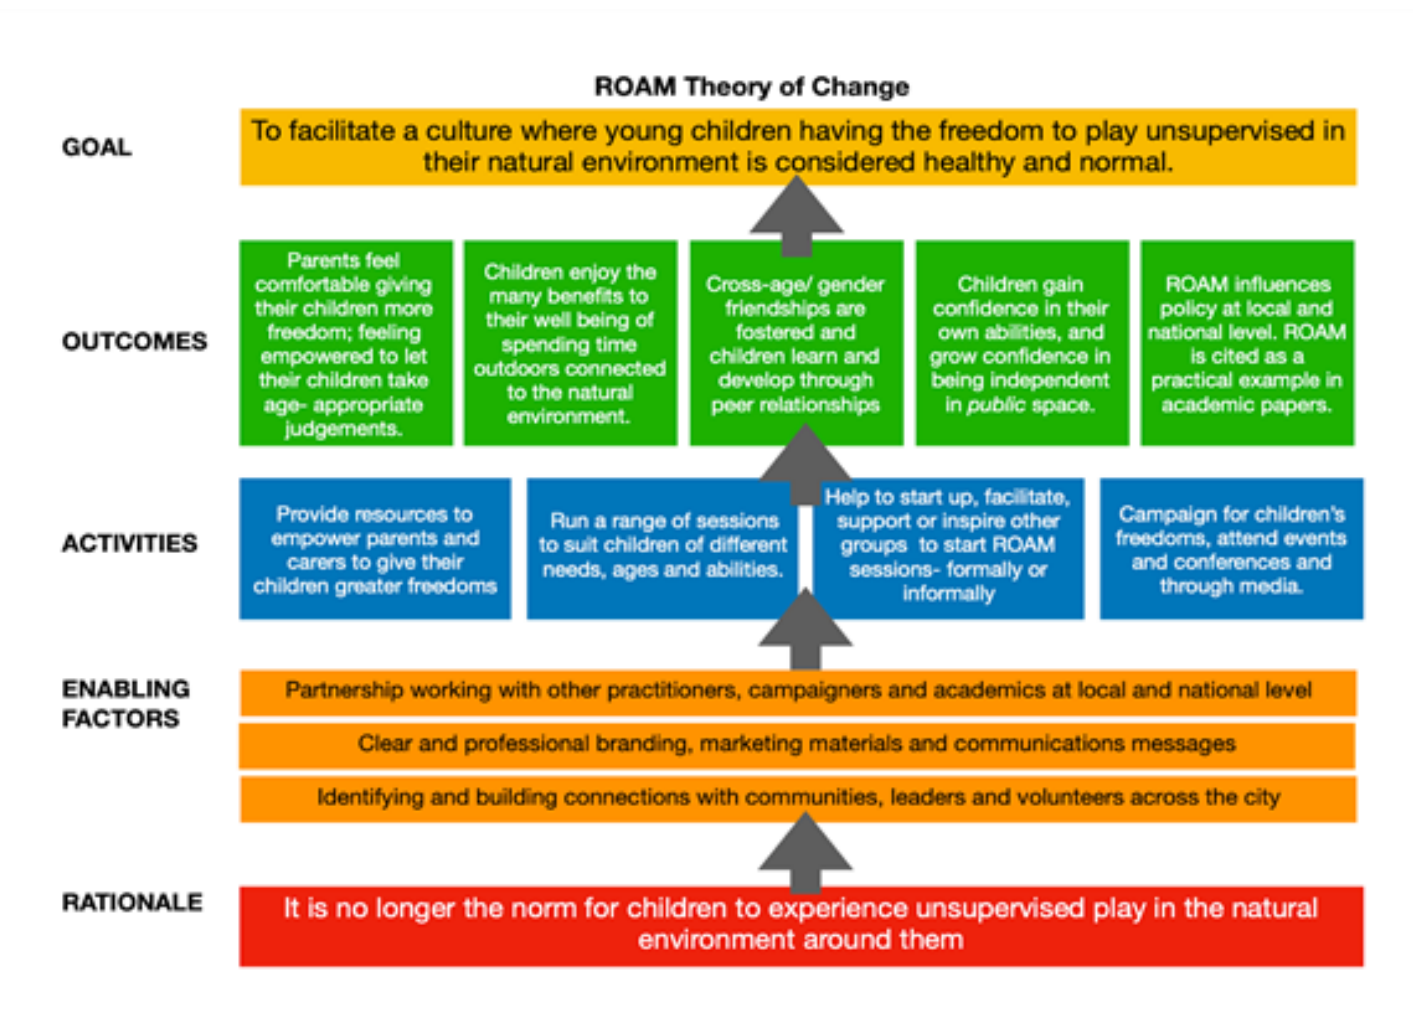 ROAM Theory of Change
GOAL
To facilitate a culture where young children having the freedom to play unsupervised in
their natural environment is considered healthy and normal.
OUTCOMES
Parents feel
comfortable giving
their children more
freedom; feeling
empowered to let
their children take
age- appropriate
judgements.
Children enjoy the
many benefits to
their well being of
spending time
outdoors connected
to the natural
environment.
Cross-age/ gender
friendships are
fostered and
children learn and
develop through
peer relationships
Children gain
confidence in their
own abilities, and
grow confidence in
being independent
in public space.
ROAM influences
policy at local and
national level. ROAM
is cited as a
practical example in
academic papers.
ACTIVITIES
Provide resources to
empower parents and
carers to give their
children greater freedoms
Run a range of sessions
to suit children of different
needs, ages and abilities.
Help to start up, facilitate,
support or inspire other
groups to start ROAM
sessions- formally or
informally
Campaign for children's
freedoms, attend events
and conferences and
through media.
ENABLING
FACTORS
Partnership working with other practitioners, campaigners and academics at local and national level
Clear and professional branding, marketing materials and communications messages
Identifying and building connections with communities, leaders and volunteers across the city
RATIONALE
It is no longer the norm for children to experience unsupervised play in the natural
environment around them